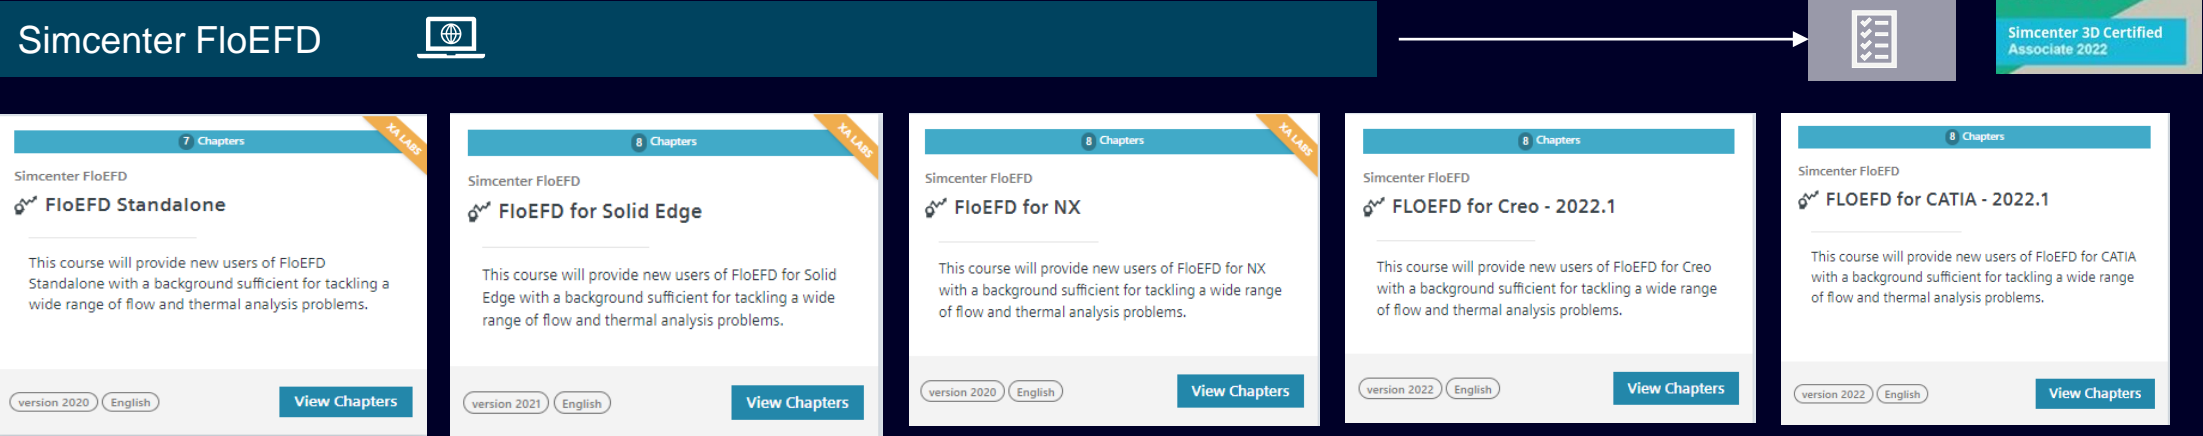 Simcenter FloEFD
Simcenter 3D Certified
Associate 2022
7 Chapters
XA LABS
Simcenter FloEFD
FloEFD Standalone
This course will provide new users of FloEFD
Standalone with a background sufficient for tackling a
wide range of flow and thermal analysis problems.
version 2020 English
View Chapters
8 Chapters
XA LABS
Simcenter FloEFD
FloEFD for Solid Edge
This course will provide new users of FloEFD for Solid
Edge with a background sufficient for tackling a wide
range of flow and thermal analysis problems.
version 2021 English
View Chapters
8 Chapters
XA LABS
Simcenter FloEFD
FloEFD for NX
This course will provide new users of FloEFD for NX
with a background sufficient for tackling a wide range
of flow and thermal analysis problems.
version 2020 English
View Chapters
8 Chapters
Simcenter FloEFD
FLOEFD for Creo - 2022.1
This course will provide new users of FloEFD for Creo
with a background sufficient for tackling a wide range
of flow and thermal analysis problems.
version 2022 English
View Chapters
8 Chapters
Simcenter FloEFD
FLOEFD for CATIA - 2022.1
This course will provide new users of FloEFD for CATIA
with a background sufficient for tackling a wide range
of flow and thermal analysis problems.
version 2022 English
View Chapters